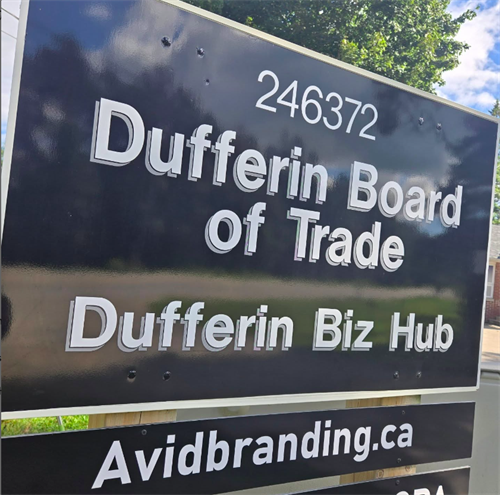 246372
Dufferin Board
of Trade
Dufferin Biz Hub
Avidbranding.ca